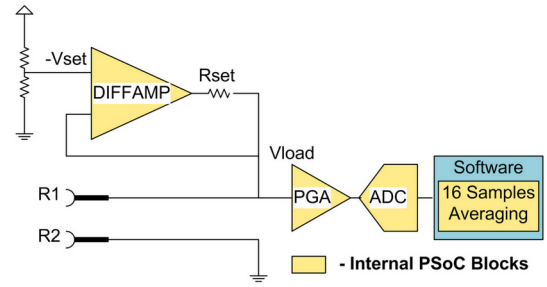 -Vset
Rset
DIFFAMP
Vload
Software
R1
PGA
ADC
16 Samples
Averaging
R2
- Internal PSoC Blocks